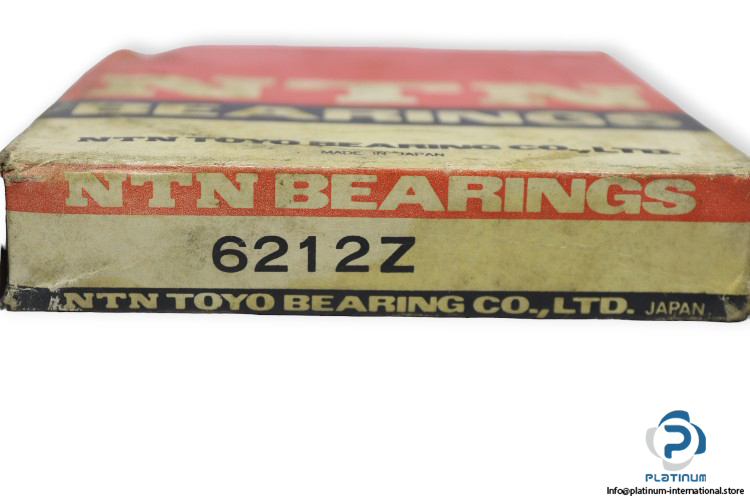 NTN
BEARINGS
NTN TOYO BEARING CO.,LTD.
MADE IN JAPAN
NTN BEARINGS
6212Z
NTN TOYO BEARING CO.,LTD. JAPAN
PLATINUM
Info@platinum-international.store